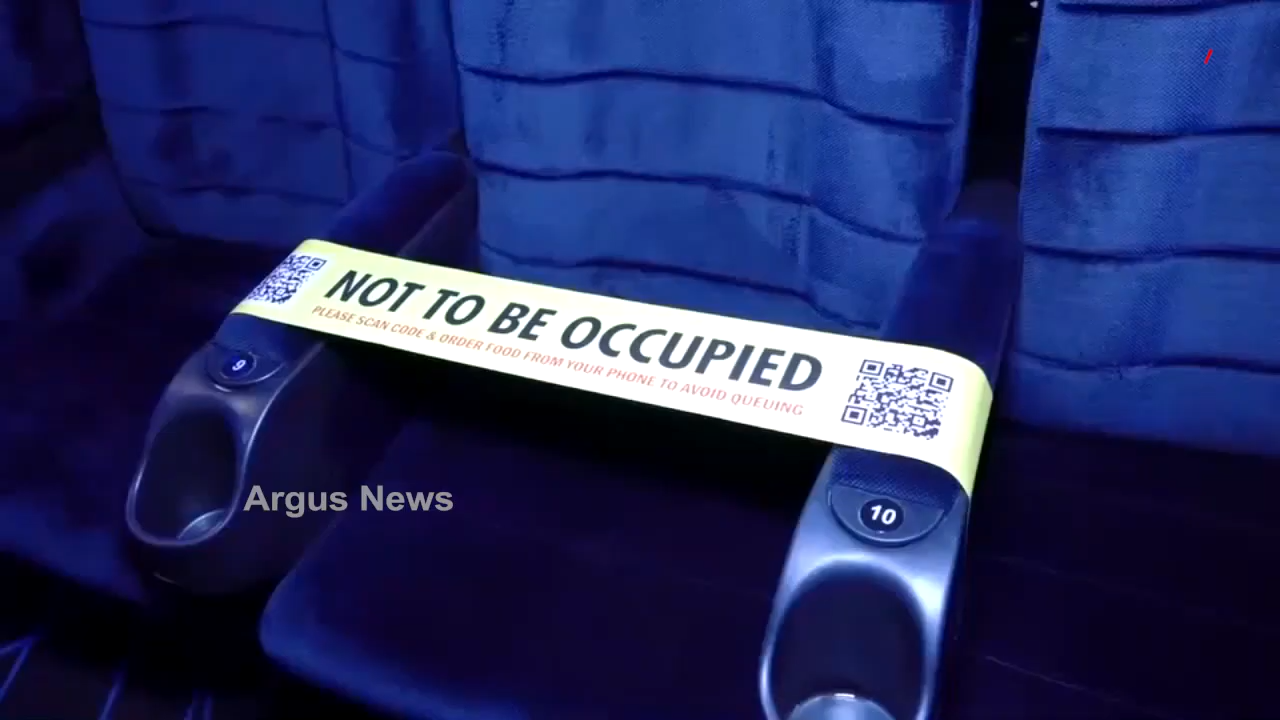 NOT TO BE OCCUPIED
PLEASE SCAN CODE & ORDER FOOD FROM YOUR PHONE TO AVOID QUEUING
9
Argus News
10